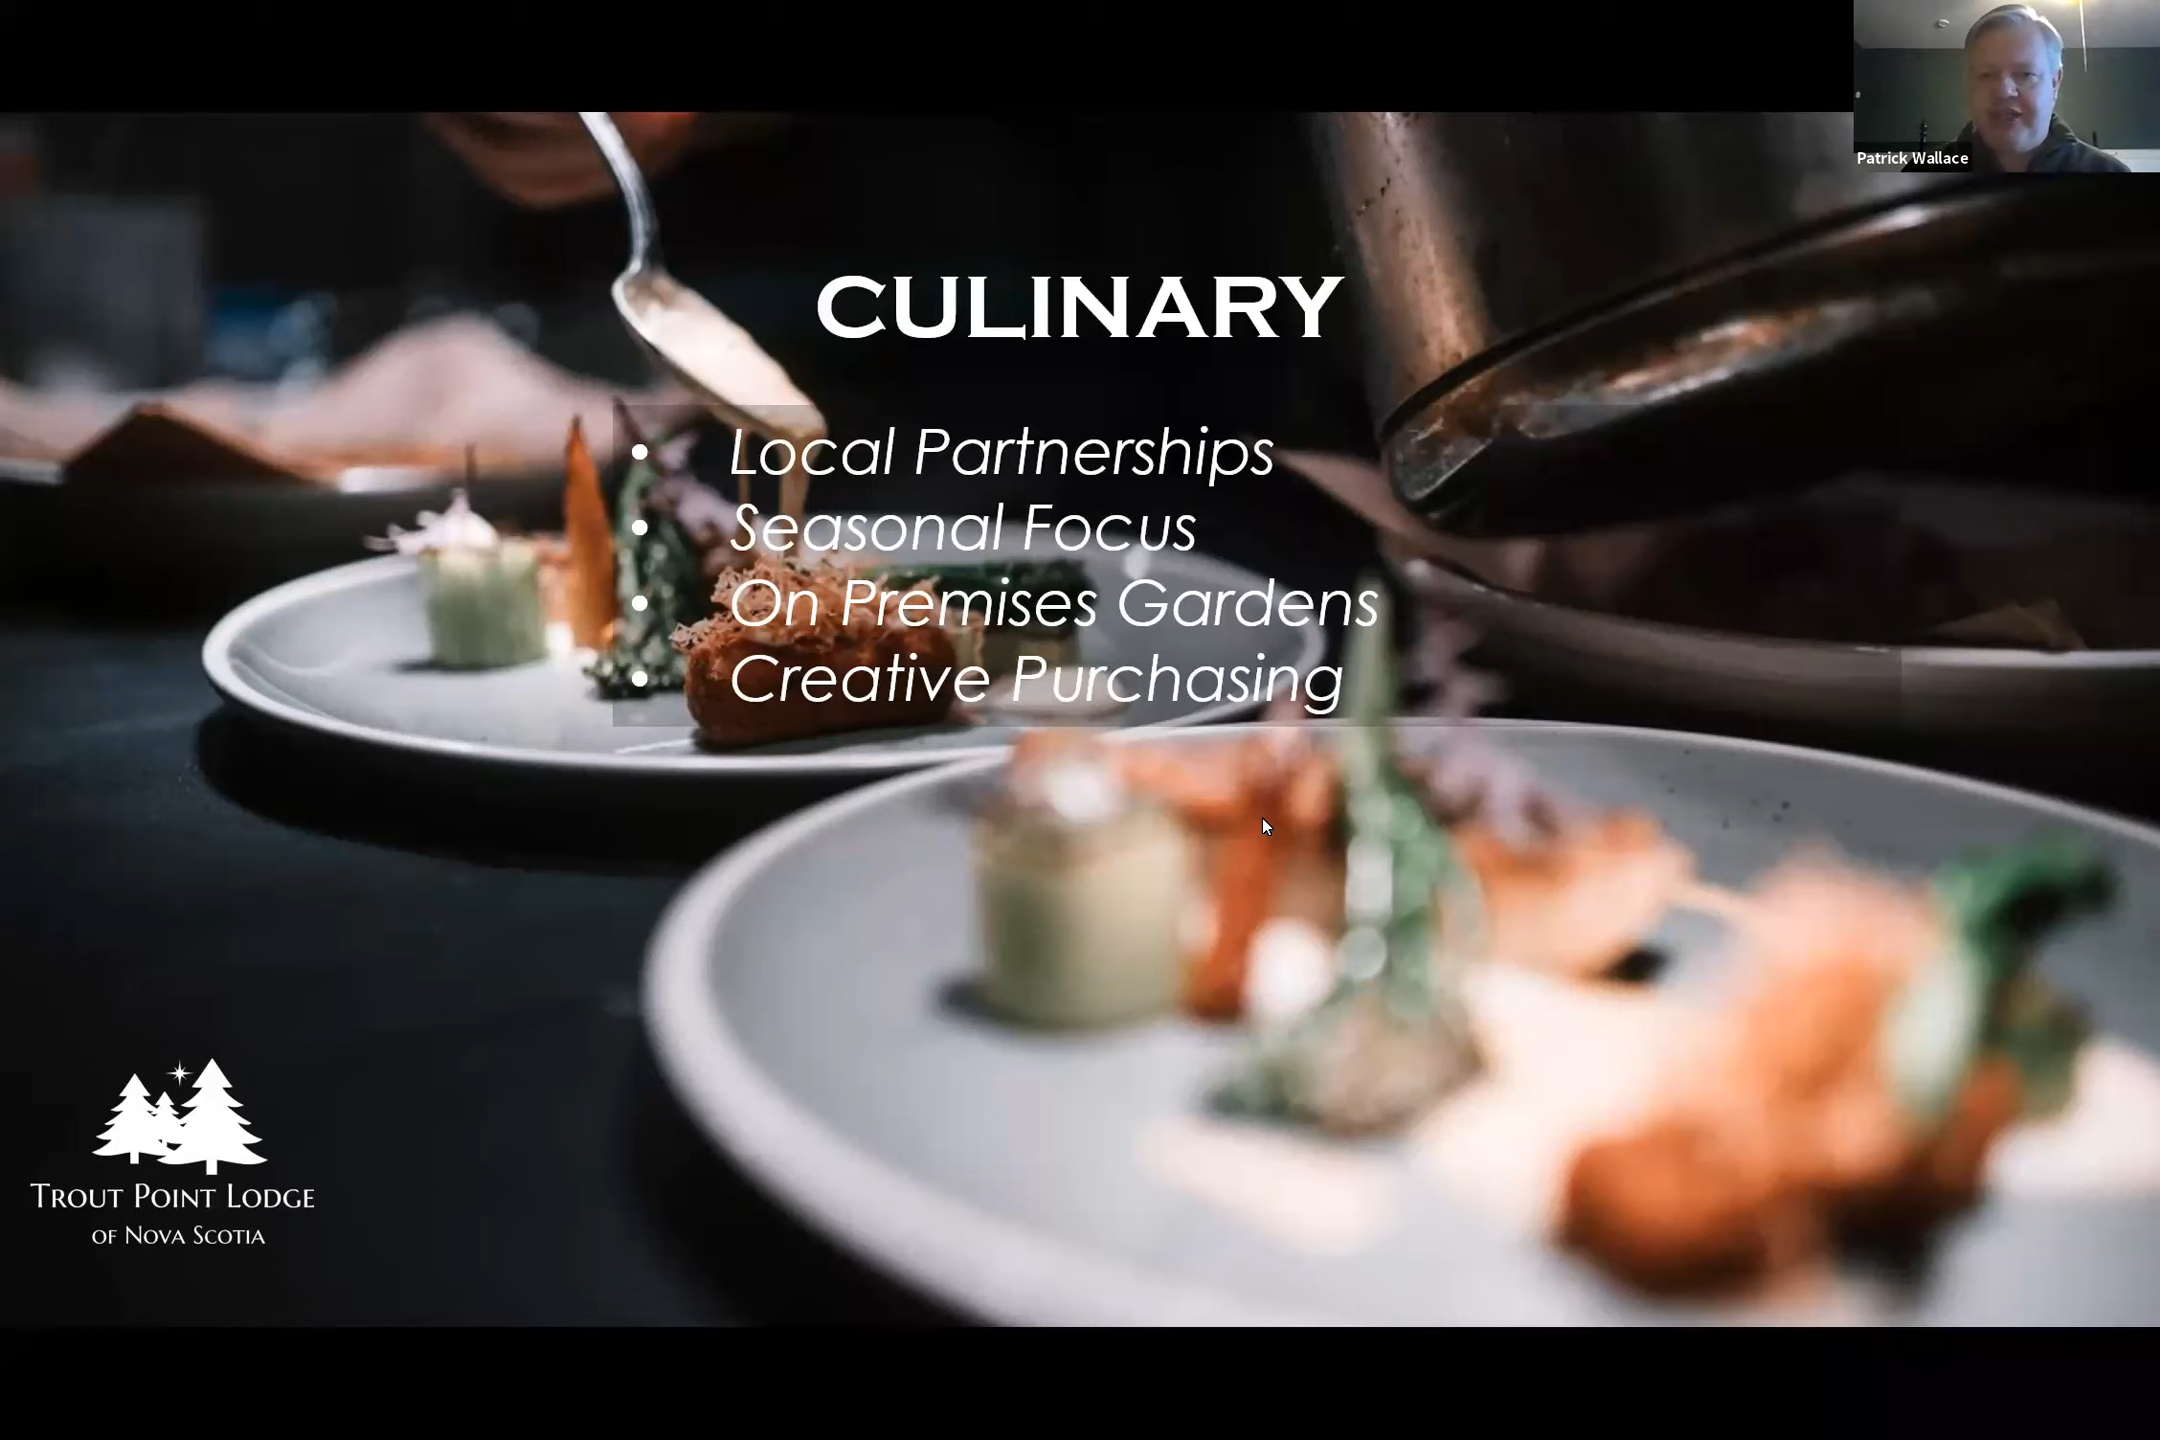 Patrick Wallace
CULINARY
• Local Partnerships
• Seasonal Focus
• On Premises Gardens
• Creative Purchasing
TROUT POINT LODGE
OF NOVA SCOTIA